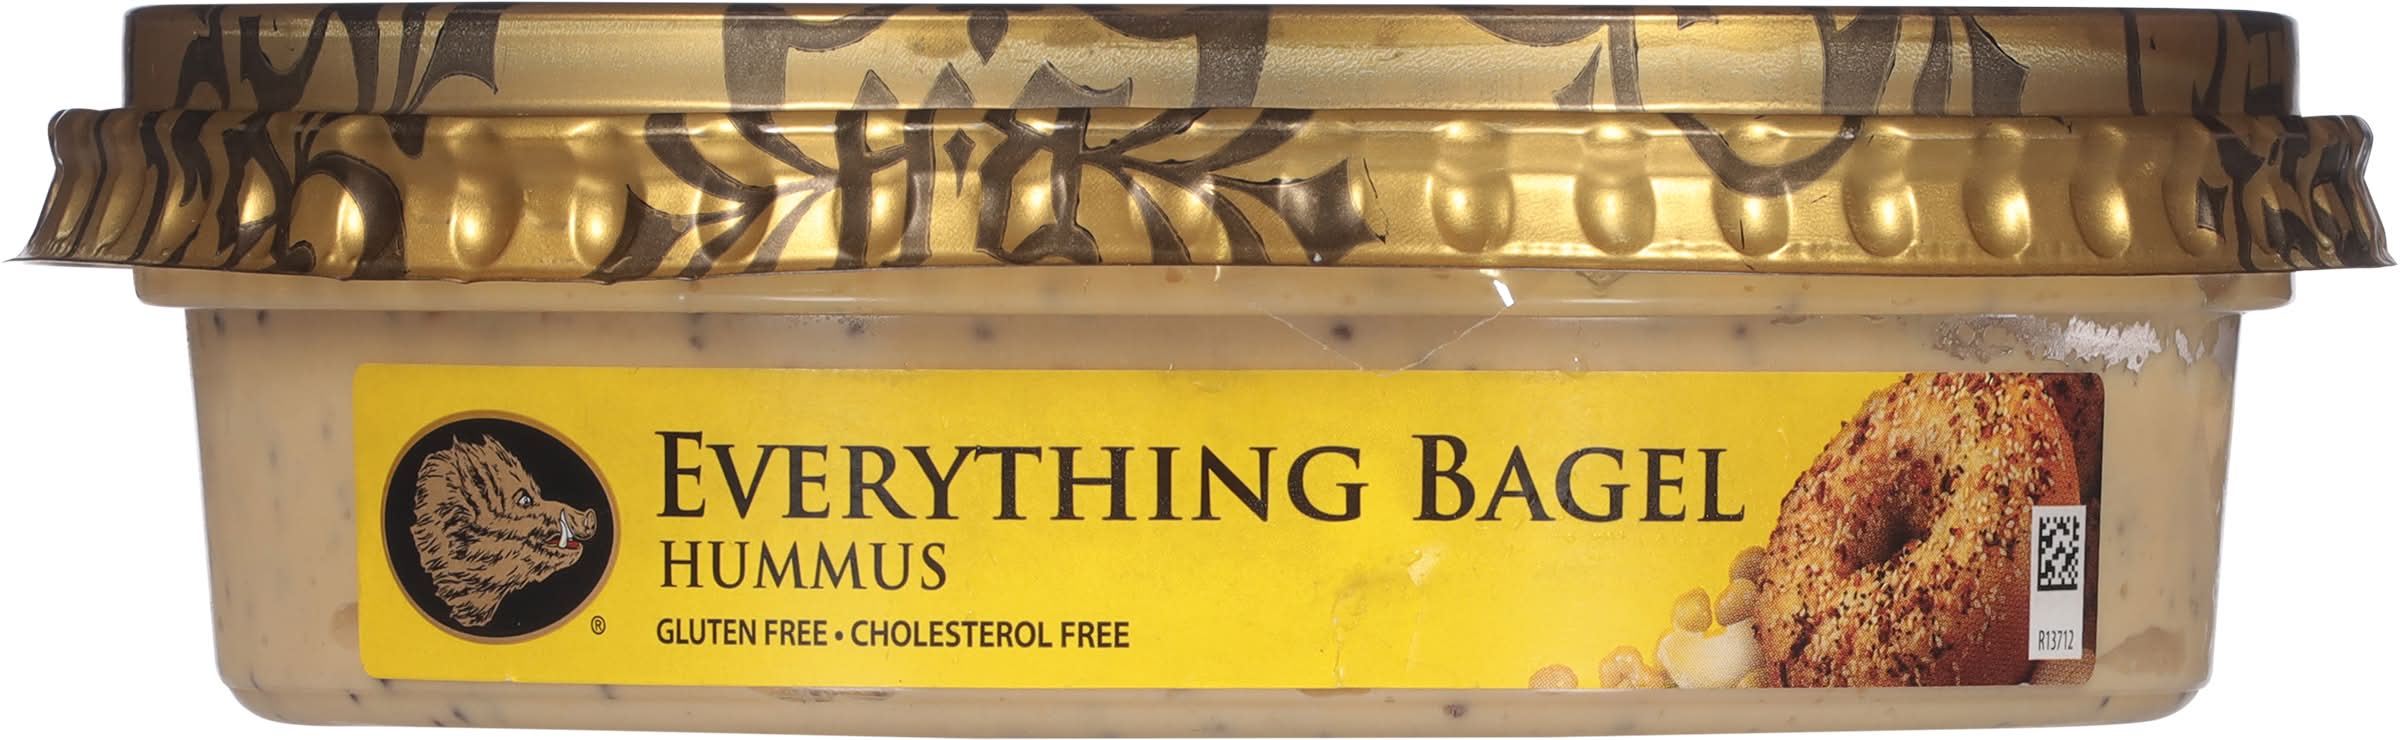 EVERYTHING BAGEL
HUMMUS
GLUTEN FREE • CHOLESTEROL FREE
®
R13712